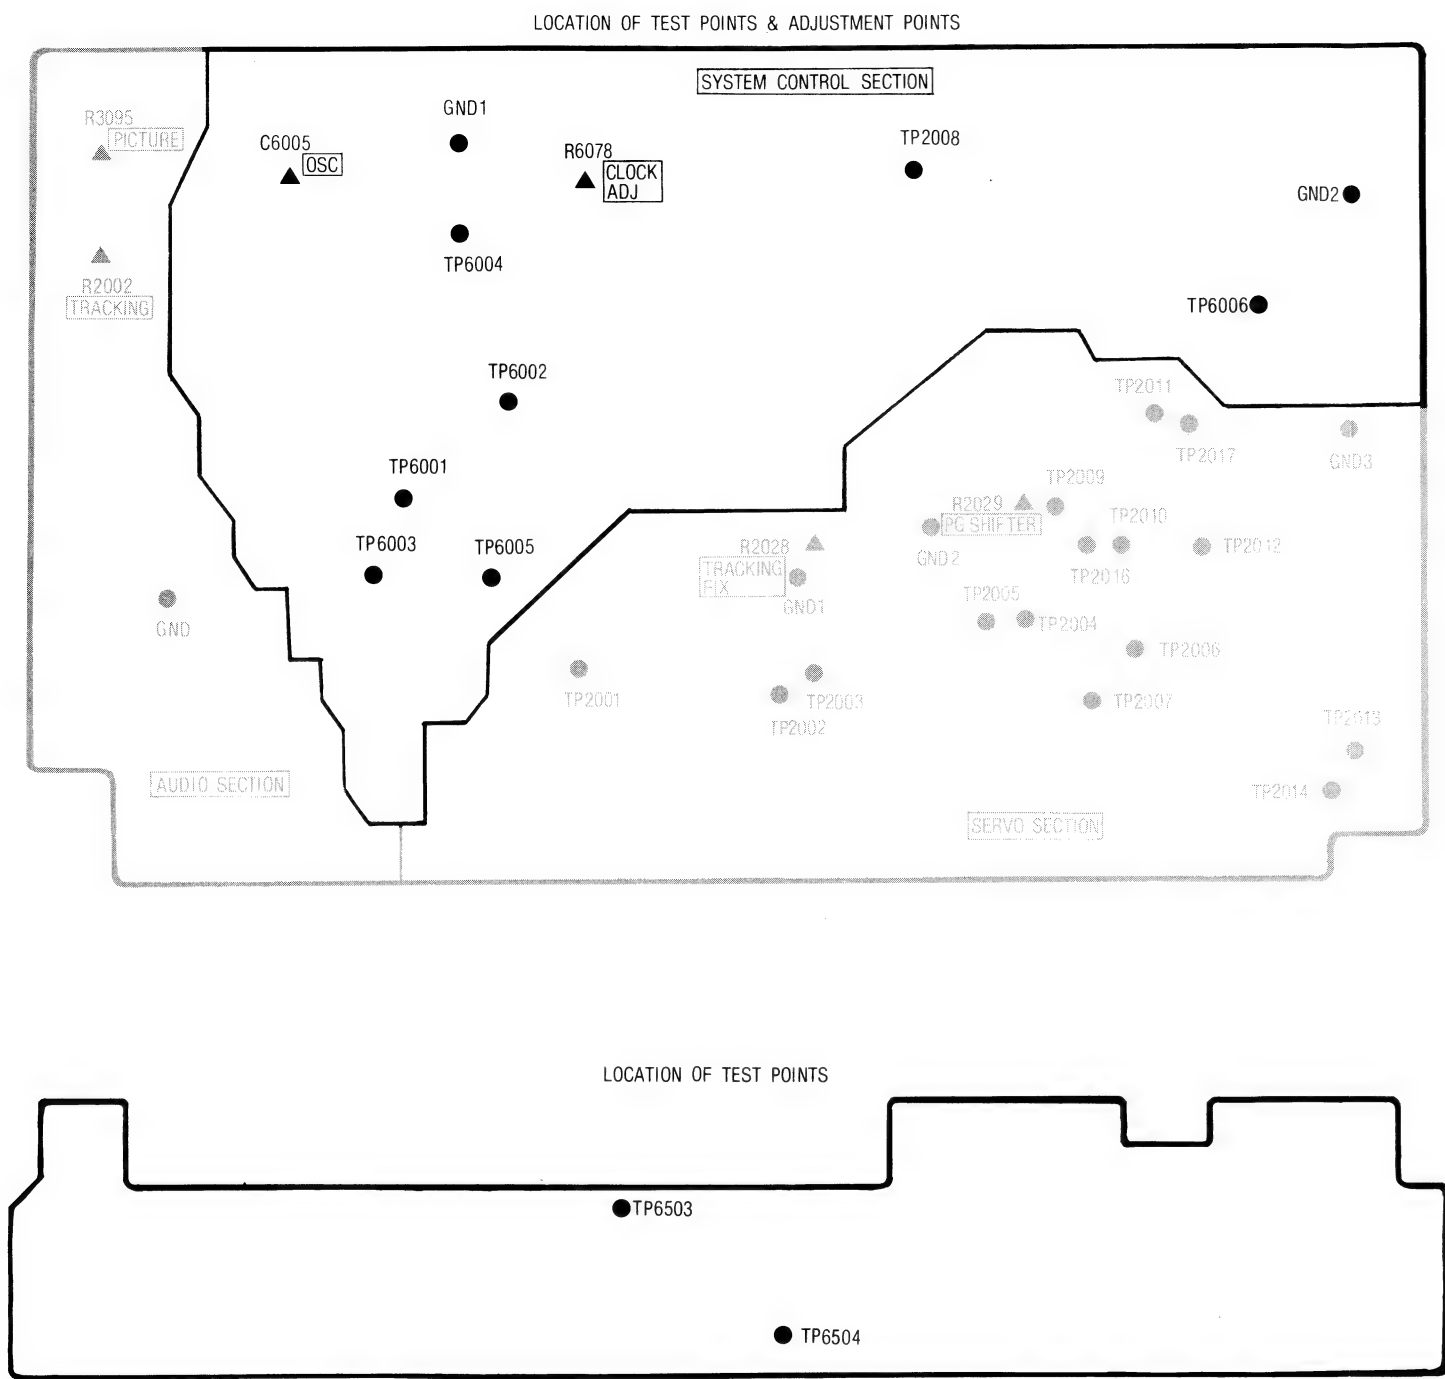 LOCATION OF TEST POINTS & ADJUSTMENT POINTS
SYSTEM CONTROL SECTION
R3095
PICTURE
C6005
OSC
GND1
R6078
CLOCK
ADJ
TP2008
GND2
TP6004
R2002
TRACKING
TP6006
TP6002
TP2011
TP2017
GND3
TP6001
TP2009
R2029
PG SHIFTER
TP2010
TP6003
TP6005
R2028
TRACKING
FIX
GND1
GND2
TP2016
TP2012
TP2005
TP2004
GND
TP2006
TP2001
TP2003
TP2002
TP2007
TP2013
AUDIO SECTION
TP2014
SERVO SECTION
LOCATION OF TEST POINTS
TP6503
TP6504